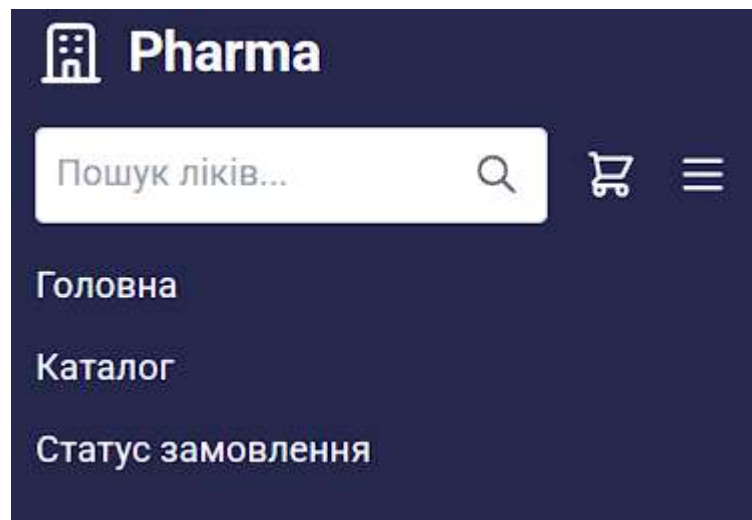 Pharma
Пошук ліків...
Головна
Каталог
Статус замовлення